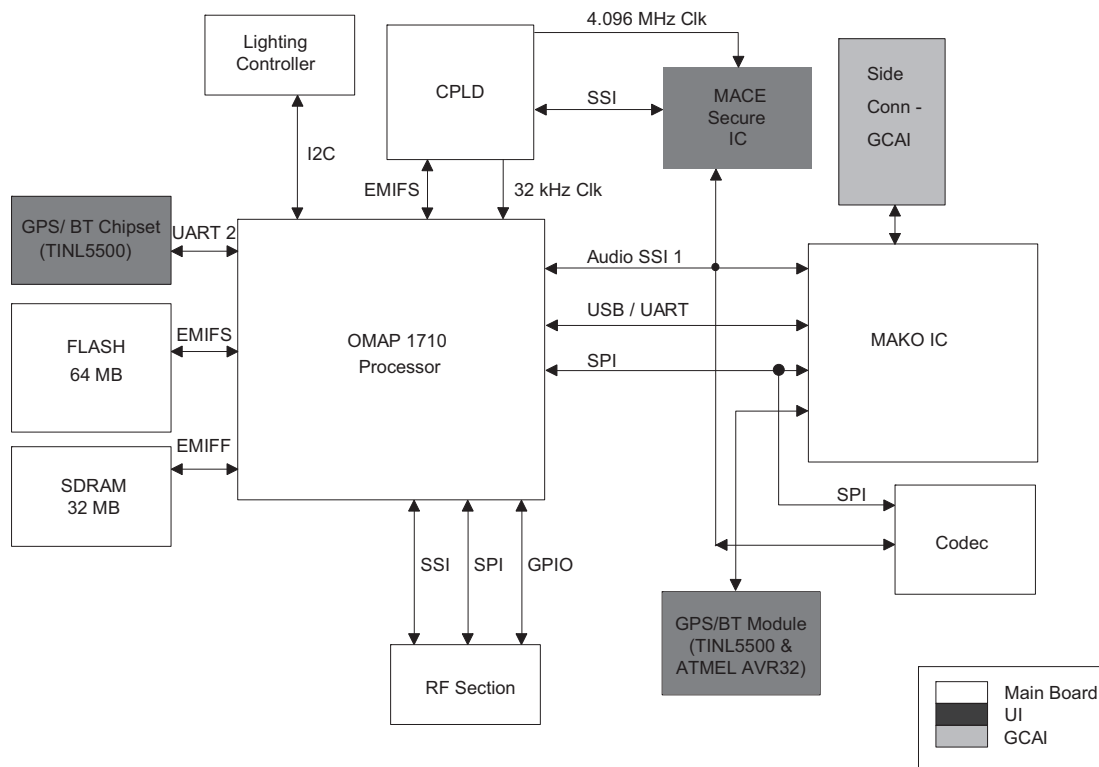 4.096 MHz Clk
Lighting
Controller
CPLD
SSI
MACE
Secure
IC
Side
Conn -
GCAI
I2C
EMIFS
32 kHz Clk
GPS/ BT Chipset
(TINL5500)
UART 2
Audio SSI 1
USB / UART
SPI
FLASH
64 MB
EMIFS
OMAP 1710
Processor
MAKO IC
SDRAM
32 MB
EMIFF
SPI
Codec
SSI
SPI
GPIO
RF Section
GPS/BT Module
(TINL5500 &
ATMEL AVR32)
Main Board
UI
GCAI